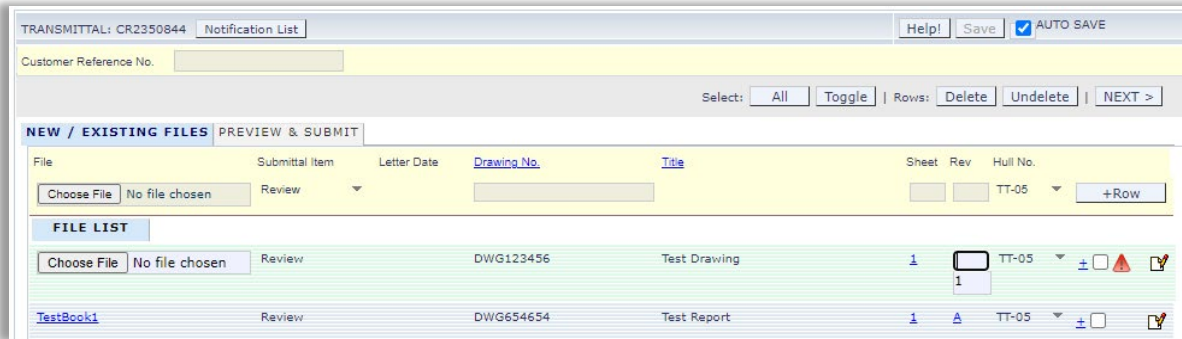 TRANSMITTAL: CR2350844 Notification List Help! Save AUTO SAVE
Customer Reference No.
Select: All Toggle | Rows: Delete Undelete | NEXT >
NEW / EXISTING FILES PREVIEW & SUBMIT
File Submittal Item Letter Date Drawing No. Title Sheet Rev Hull No.
Choose File No file chosen Review TT-05 +Row
FILE LIST
Choose File No file chosen Review DWG123456 Test Drawing 1 TT-05 +
1
TestBook1 Review DWG654654 Test Report 1 A TT-05 +